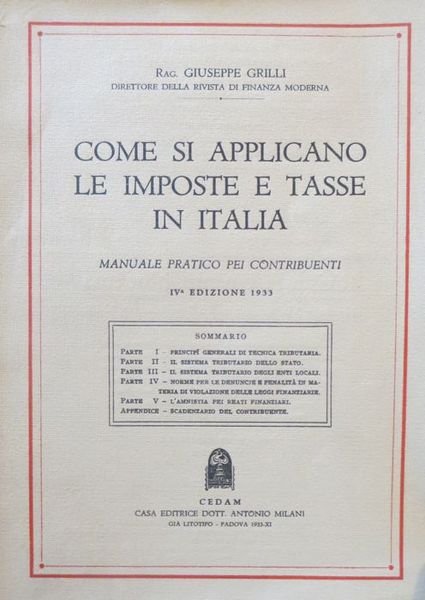 Rag. GIUSEPPE GRILLI
DIRETTORE DELLA RIVISTA DI FINANZA MODERNA
COME SI APPLICANO
LE IMPOSTE E TASSE
IN ITALIA
MANUALE PRATICO PEI CONTRIBUENTI
IVª EDIZIONE 1933
SOMMARIO
PARTE I - PRINCIPÎ GENERALI DI TECNICA TRIBUTARIA.
PARTE II - IL SISTEMA TRIBUTARIO DELLO STATO.
PARTE III - IL SISTEMA TRIBUTARIO DEGLI ENTI LOCALI.
PARTE IV - NORME PER LE DENUNCIE E PENALITÀ IN MA-
TERIA DI VIOLAZIONE DELLE LEGGI FINANZIARIE.
PARTE V - L'AMNISTIA PEI REATI FINANZIARI.
APPENDICE - SCADENZARIO DEL CONTRIBUENTE.
CEDAM
CASA EDITRICE DOTT. ANTONIO MILANI
GIÀ LITOTIPO - PADOVA 1933-XI